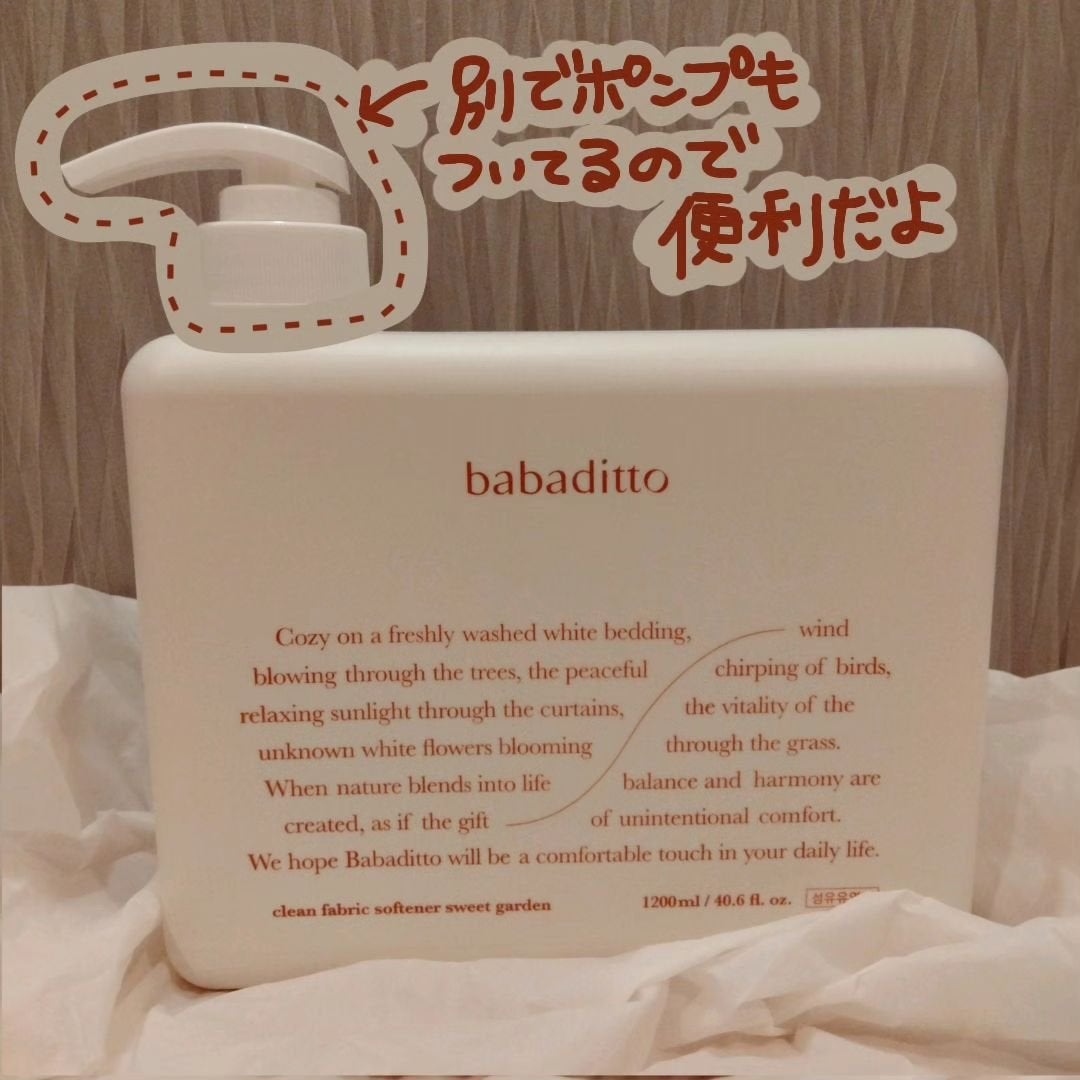 別でポンプも
ついてるので
便利だよ
babaditto
Cozy on a freshly washed white bedding, wind
blowing through the trees, the peaceful chirping of birds,
relaxing sunlight through the curtains, the vitality of the
unknown white flowers blooming through the grass.
When nature blends into life balance and harmony are
created, as if the gift of unintentional comfort.
We hope Babaditto will be a comfortable touch in your daily life.
clean fabric softener sweet garden 1200ml / 40.6 fl. oz.